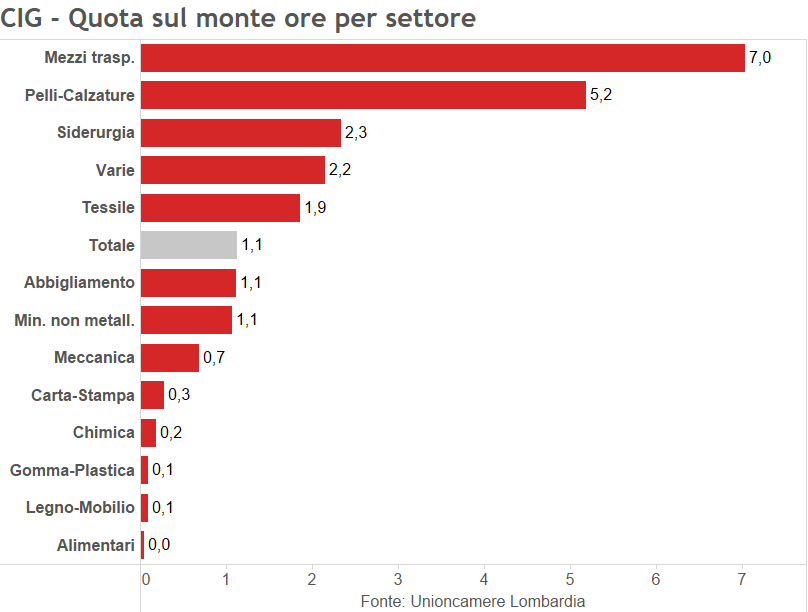 CIG - Quota sul monte ore per settore
Mezzi trasp. 7,0
Pelli-Calzature 5,2
Siderurgia 2,3
Varie 2,2
Tessile 1,9
Totale 1,1
Abbigliamento 1,1
Min. non metall. 1,1
Meccanica 0,7
Carta-Stampa 0,3
Chimica 0,2
Gomma-Plastica 0,1
Legno-Mobilio 0,1
Alimentari 0,0
0 1 2 3 4 5 6 7
Fonte: Unioncamere Lombardia